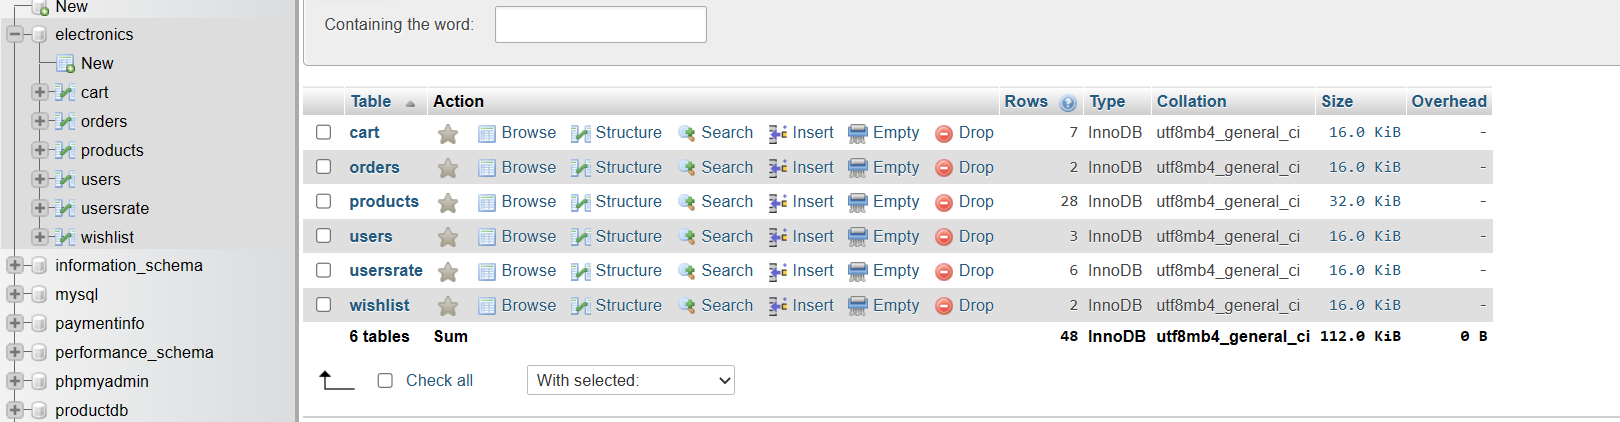 New
electronics
New
cart
orders
products
users
usersrate
wishlist
information_schema
mysql
paymentinfo
performance_schema
phpmyadmin
productdb
Containing the word:
Table Action Rows Type Collation Size Overhead
cart Browse Structure Search Insert Empty Drop 7 InnoDB utf8mb4_general_ci 16.0 KiB -
orders Browse Structure Search Insert Empty Drop 2 InnoDB utf8mb4_general_ci 16.0 KiB -
products Browse Structure Search Insert Empty Drop 28 InnoDB utf8mb4_general_ci 32.0 KiB -
users Browse Structure Search Insert Empty Drop 3 InnoDB utf8mb4_general_ci 16.0 KiB -
usersrate Browse Structure Search Insert Empty Drop 6 InnoDB utf8mb4_general_ci 16.0 KiB -
wishlist Browse Structure Search Insert Empty Drop 2 InnoDB utf8mb4_general_ci 16.0 KiB -
6 tables Sum 48 InnoDB utf8mb4_general_ci 112.0 KiB 0 B
Check all With selected: